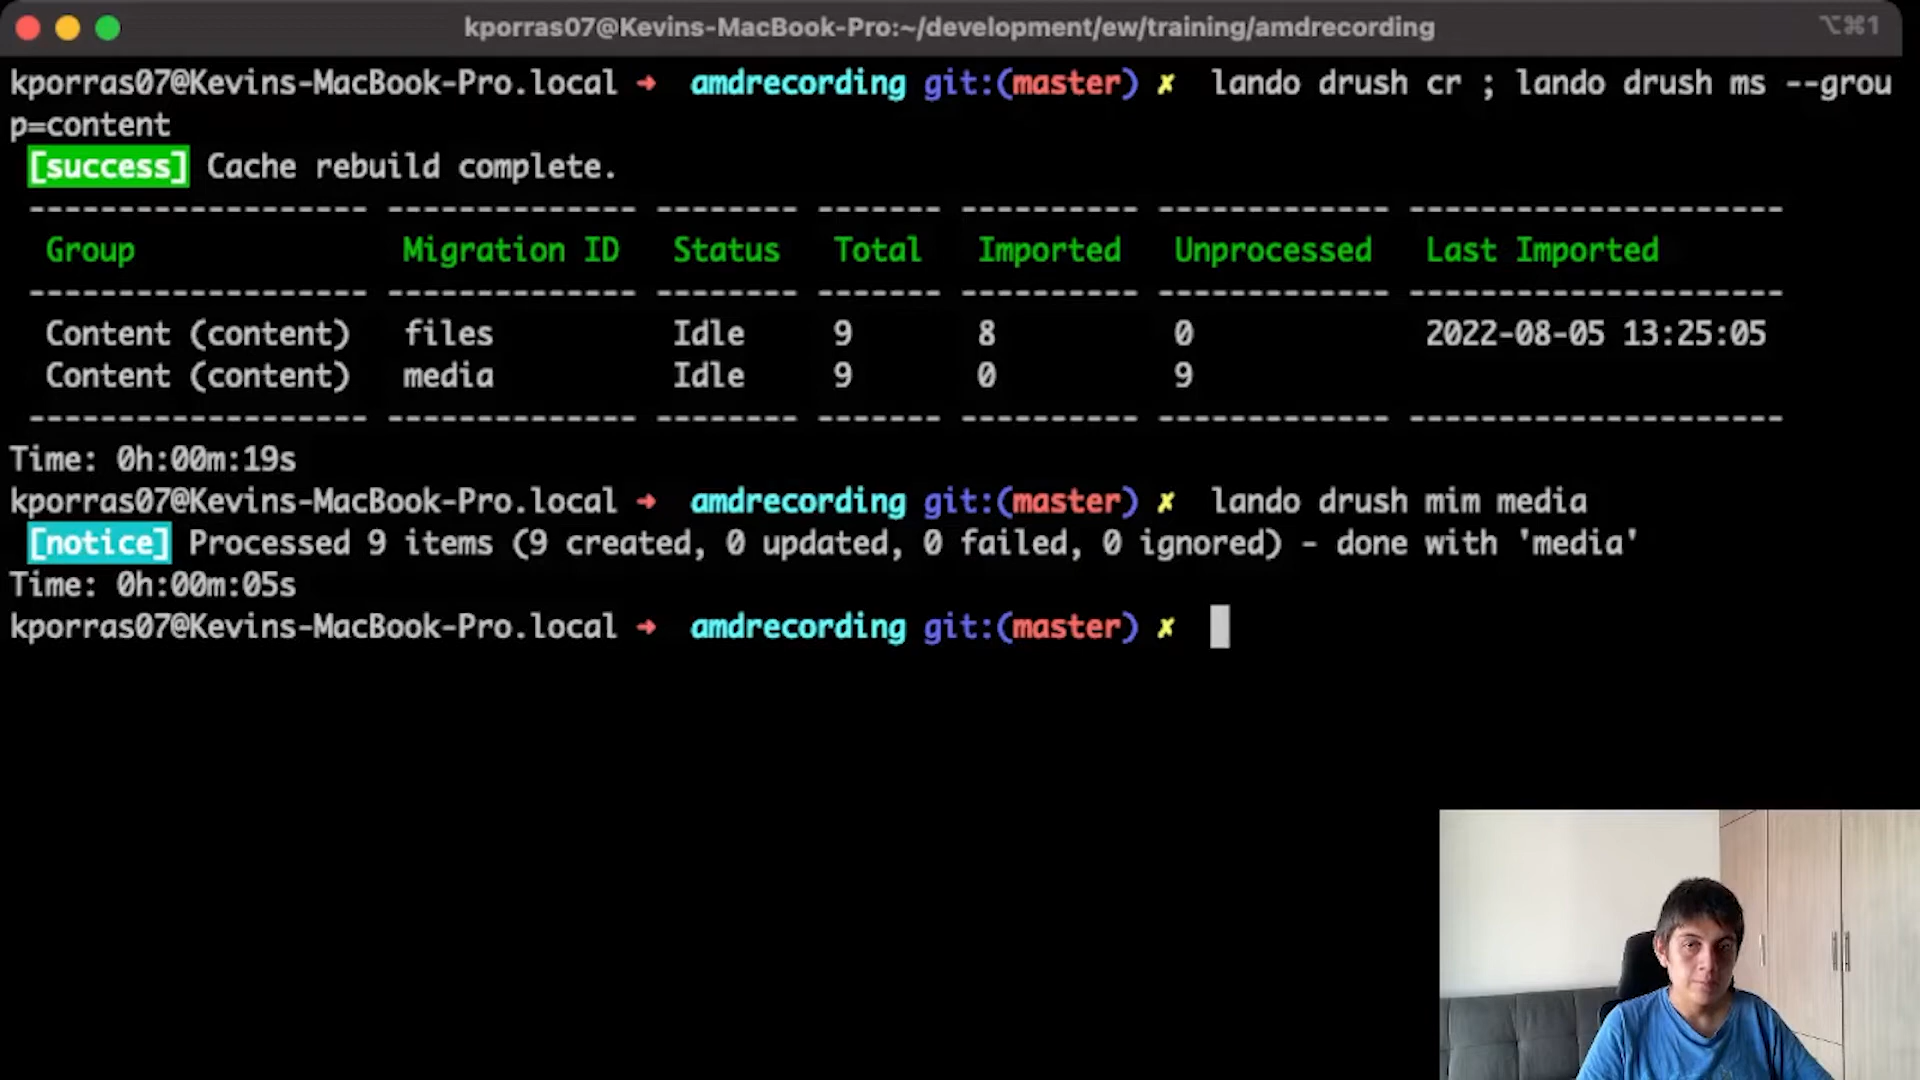 kporras07@Kevins-MacBook-Pro:~/development/ew/training/amdrecording
⌥⌘1
kporras07@Kevins-MacBook-Pro.local ➜ amdrecording git:(master) ✗ lando drush cr ; lando drush ms --grou
p=content
[success] Cache rebuild complete.
------------------- -------------- -------- ------- ---------- ------------- ---------------------
Group Migration ID Status Total Imported Unprocessed Last Imported
------------------- -------------- -------- ------- ---------- ------------- ---------------------
Content (content) files Idle 9 8 0 2022-08-05 13:25:05
Content (content) media Idle 9 0 9
------------------- -------------- -------- ------- ---------- ------------- ---------------------
Time: 0h:00m:19s
kporras07@Kevins-MacBook-Pro.local ➜ amdrecording git:(master) ✗ lando drush mim media
[notice] Processed 9 items (9 created, 0 updated, 0 failed, 0 ignored) - done with 'media'
Time: 0h:00m:05s
kporras07@Kevins-MacBook-Pro.local ➜ amdrecording git:(master) ✗